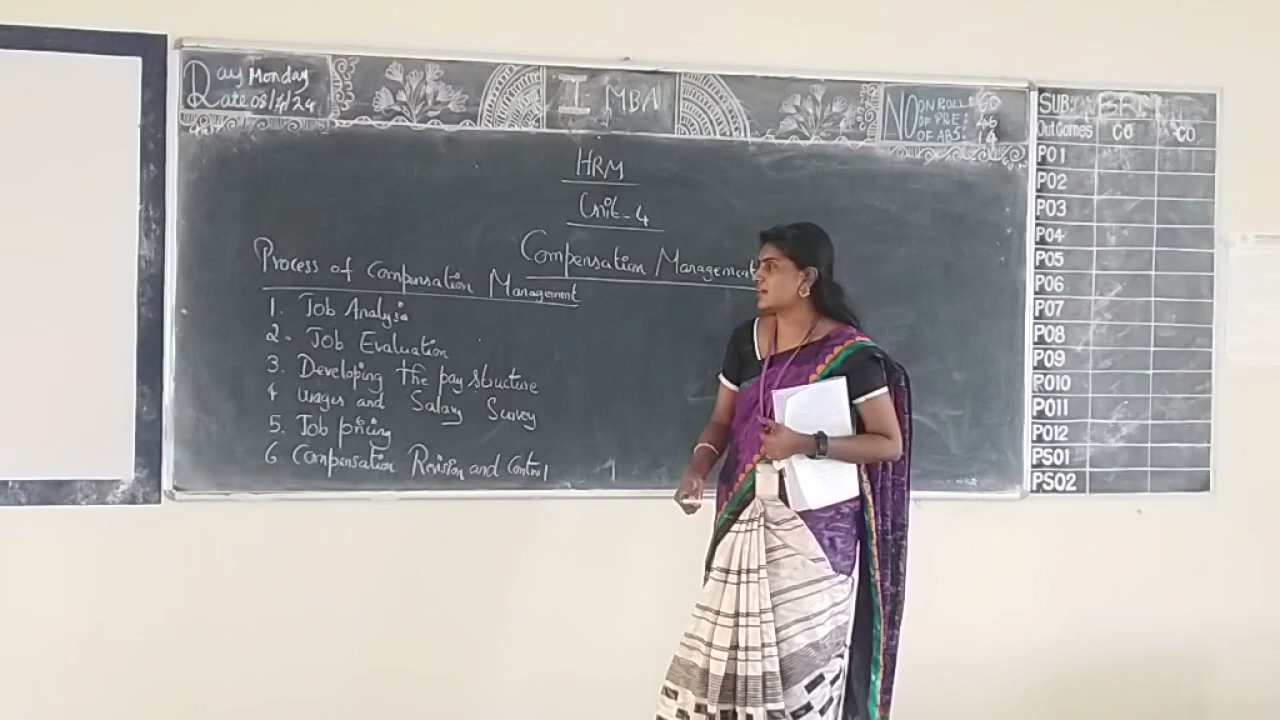 Day Monday
Date 08/4/24
I MBA
NO ON ROLL: 60
OF PRE: 46
OF ABS: 14
HRM
Unit-4
Compensation Management
Process of Compensation Management
1. Job Analysis
2. Job Evaluation
3. Developing the pay structure
4 wages and Salary Survey
5. Job pricing
6 Compensation Revision and Control
SUB:
OutComes CO CO
PO1
PO2
PO3
PO4
PO5
PO6
PO7
PO8
PO9
PO10
PO11
PO12
PSO1
PSO2